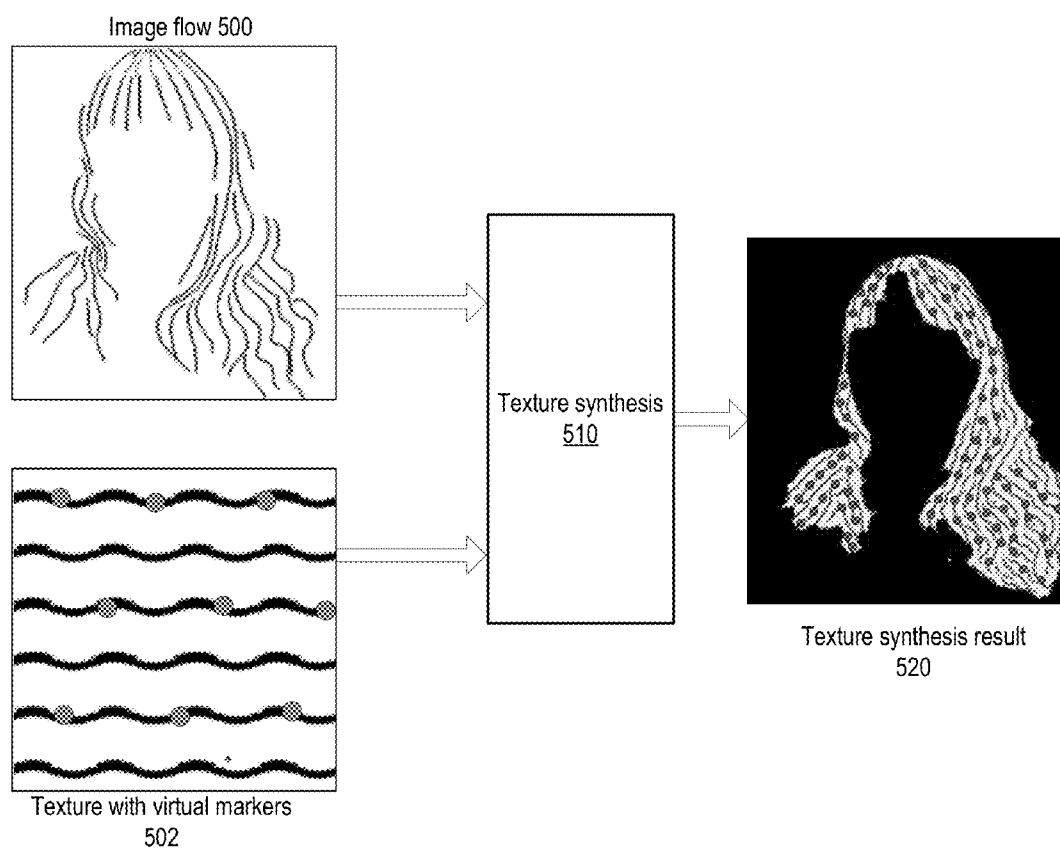 Image flow 500
Texture synthesis
510
Texture synthesis result
520
Texture with virtual markers
502